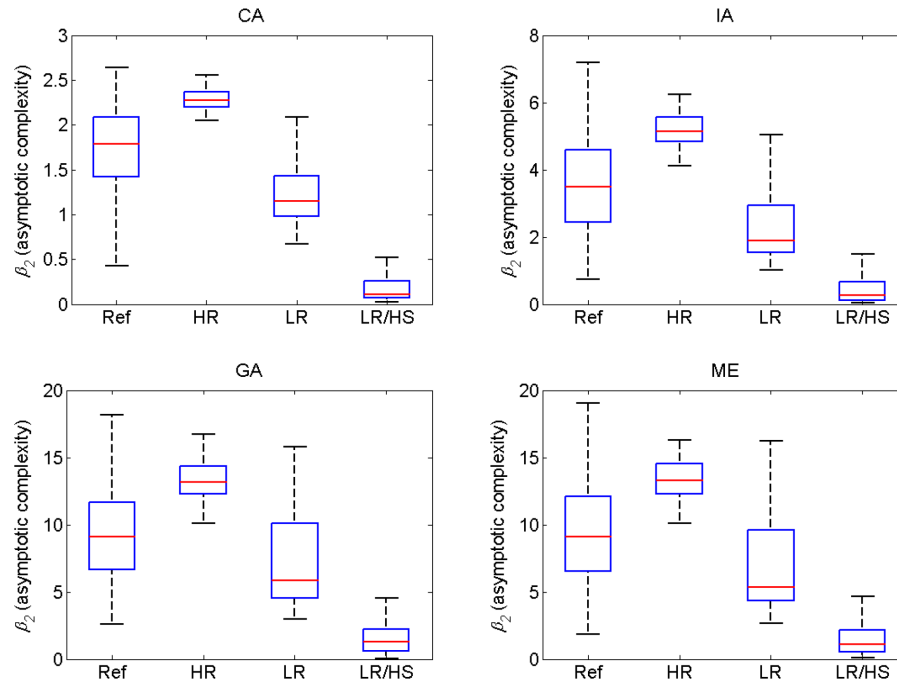 CA
3
2.5
2
1.5
1
0.5
0
β2 (asymptotic complexity)
Ref HR LR LR/HS
IA
8
6
4
2
0
β2 (asymptotic complexity)
Ref HR LR LR/HS
GA
20
15
10
5
0
β2 (asymptotic complexity)
Ref HR LR LR/HS
ME
20
15
10
5
0
β2 (asymptotic complexity)
Ref HR LR LR/HS